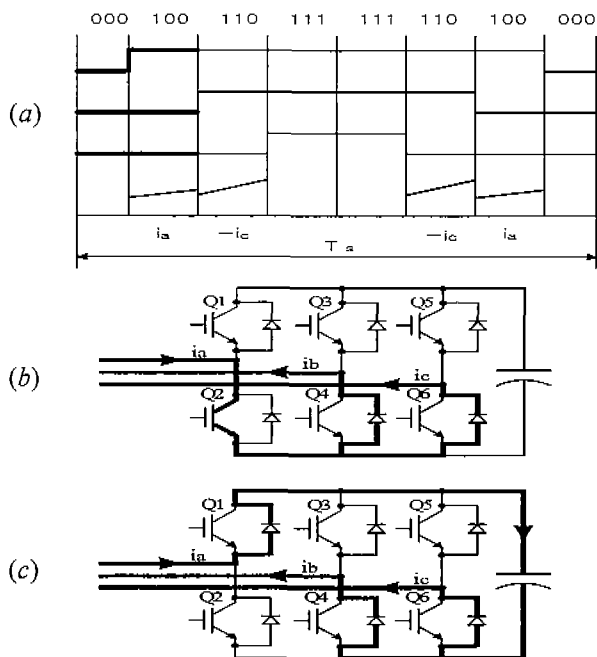 000 100 110 111 111 110 100 000
(a)
ia -ic -ic ia
Ts
(b)
Q1 Q3 Q5
ia
ib
ic
Q2 Q4 Q6
(c)
Q1 Q3 Q5
ia
ib
ic
Q2 Q4 Q6